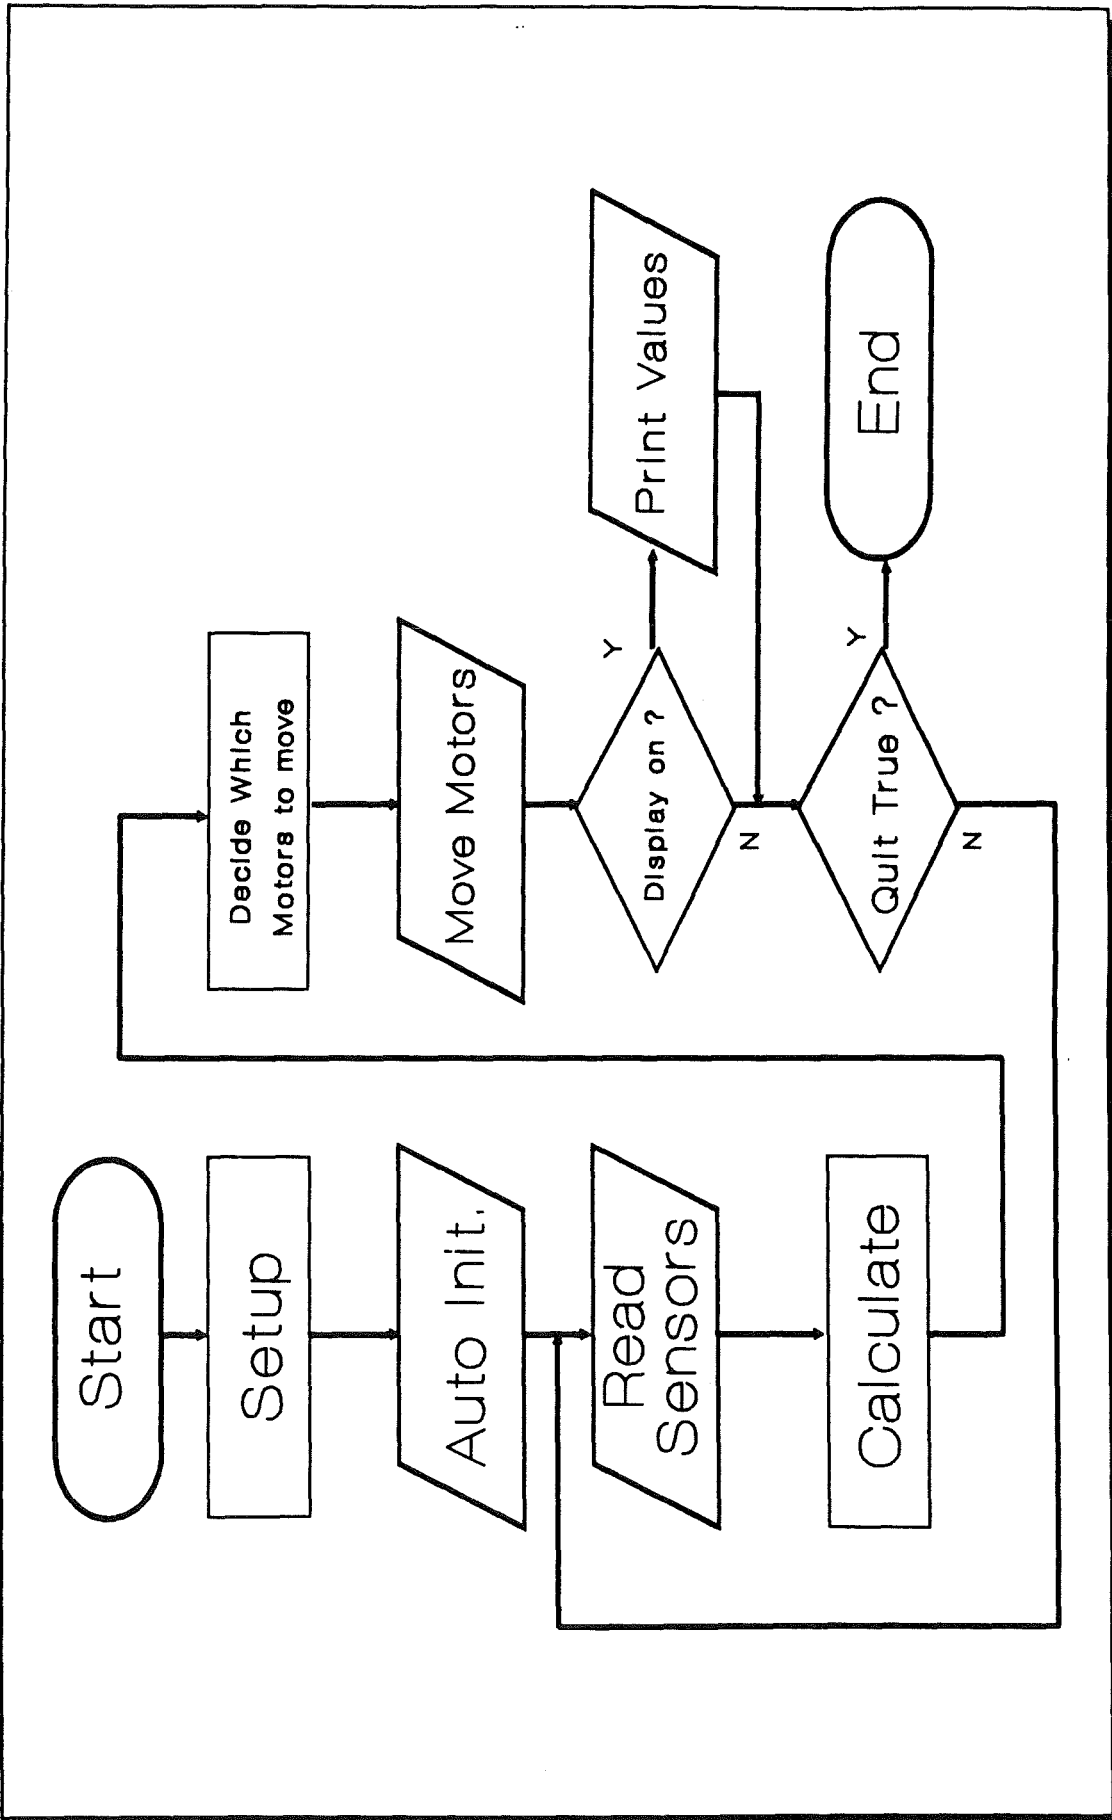 Start
Setup
Auto Init.
Read
Sensors
Calculate
Decide Which
Motors to move
Move Motors
Display on ?
Y
N
Print Values
Quit True ?
Y
N
End